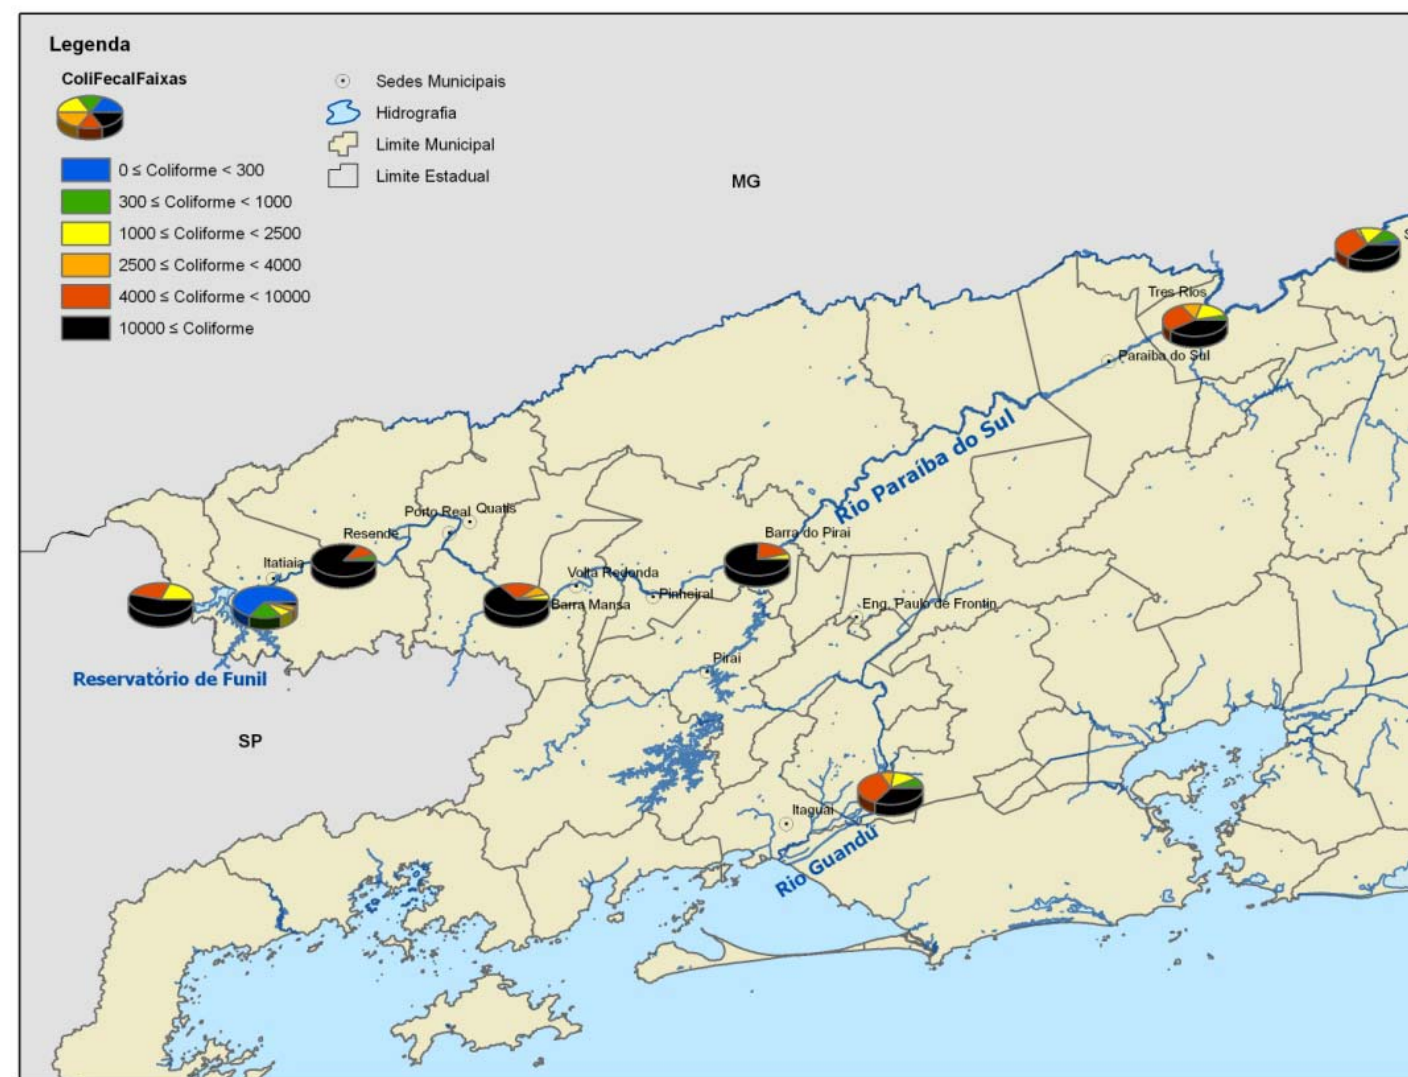 Legenda
ColiFecalFaixas
0 ≤ Coliforme < 300
300 ≤ Coliforme < 1000
1000 ≤ Coliforme < 2500
2500 ≤ Coliforme < 4000
4000 ≤ Coliforme < 10000
10000 ≤ Coliforme
Sedes Municipais
Hidrografia
Limite Municipal
Limite Estadual
MG
S
Tres Rios
Paraiba do Sul
Rio Paraíba do Sul
Porto Real
Quatis
Resende
Barra do Pirai
Itatiaia
Volta Redonda
Pinheiral
Barra Mansa
Eng. Paulo de Frontin
Pirai
Reservatório de Funil
SP
Itaguai
Rio Guandú